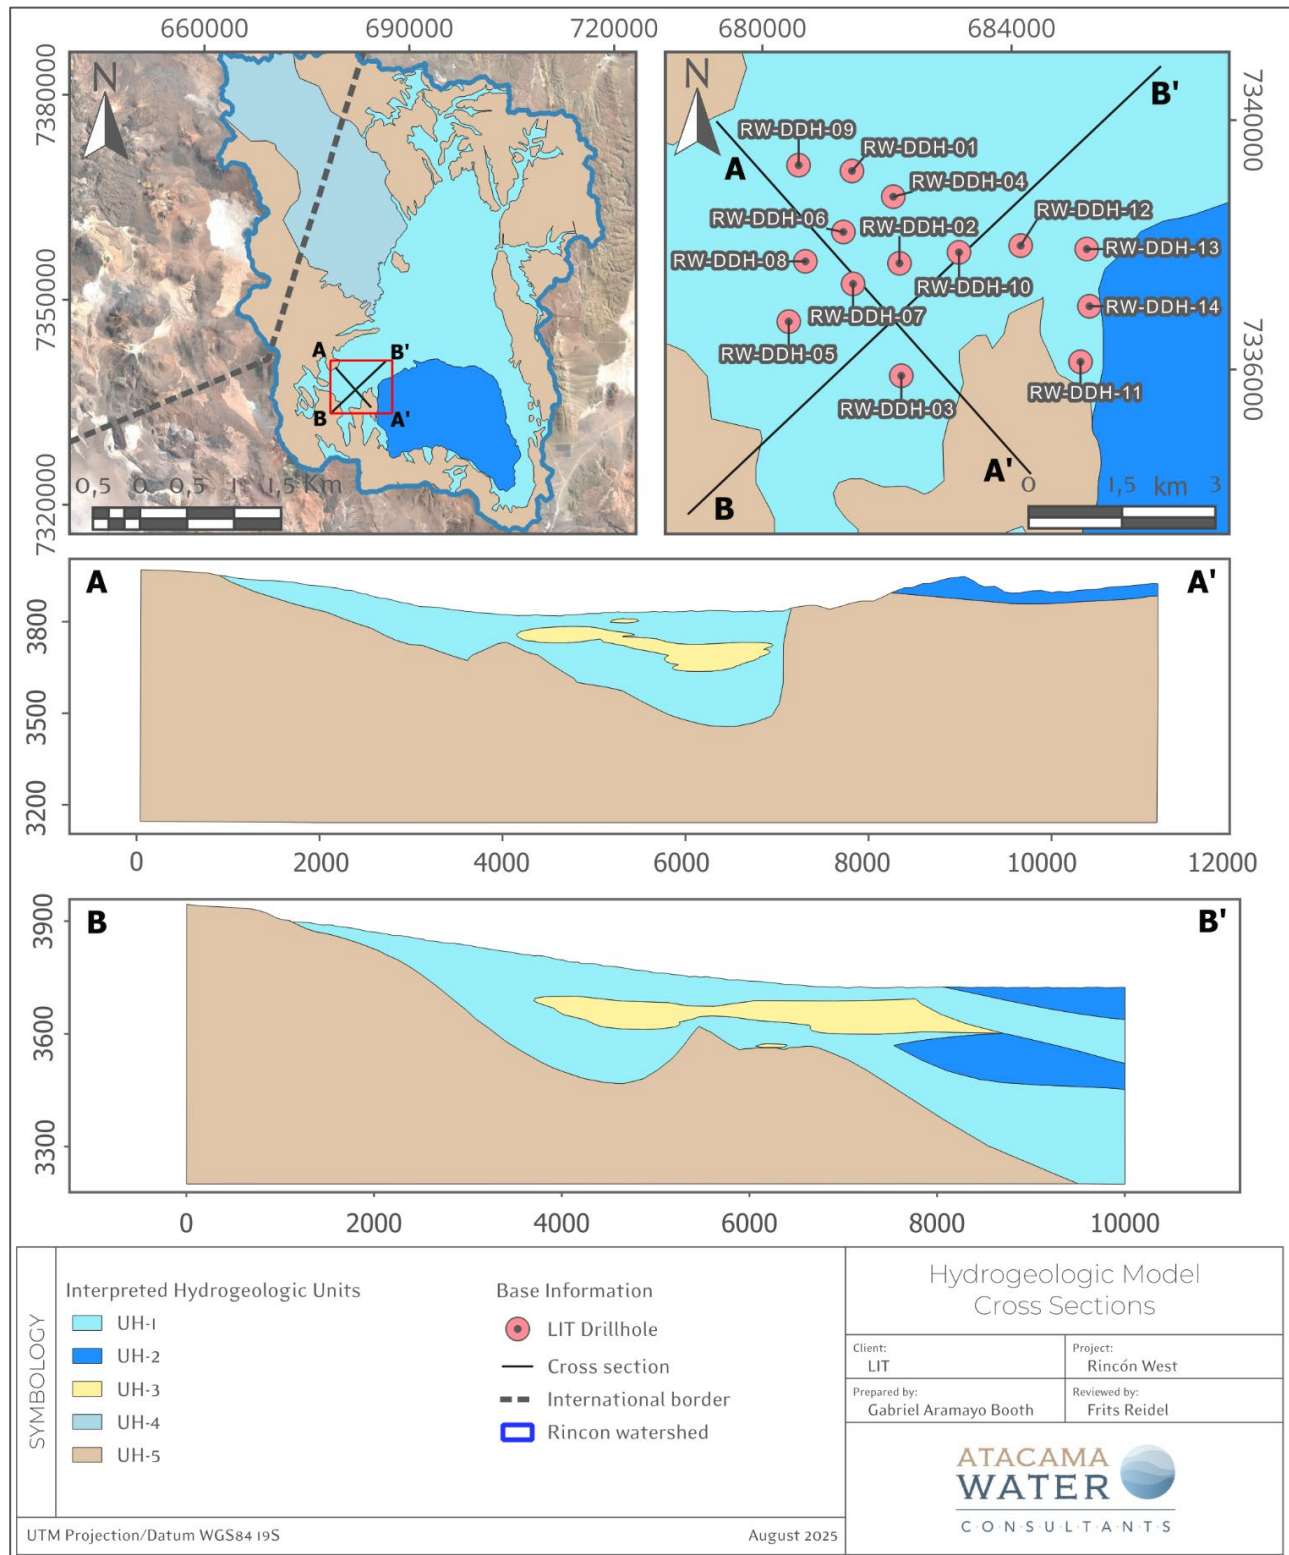 660000 690000 720000
7380000
7350000
7320000
N
A B'
B A'
0,5 0 0,5 1 1,5 Km
680000 684000
7340000
7336000
N
A
B'
B
A'
RW-DDH-09
RW-DDH-01
RW-DDH-04
RW-DDH-06
RW-DDH-02
RW-DDH-12
RW-DDH-08
RW-DDH-13
RW-DDH-10
RW-DDH-07
RW-DDH-14
RW-DDH-05
RW-DDH-03
RW-DDH-11
0 1,5 km 3
A A'
3800
3500
3200
0 2000 4000 6000 8000 10000 12000
B B'
3900
3600
3300
0 2000 4000 6000 8000 10000
SYMBOLOGY
Interpreted Hydrogeologic Units
UH-1
UH-2
UH-3
UH-4
UH-5
Base Information
LIT Drillhole
Cross section
International border
Rincon watershed
Hydrogeologic Model
Cross Sections
Client:
LIT
Project:
Rincón West
Prepared by:
Gabriel Aramayo Booth
Reviewed by:
Frits Reidel
ATACAMA
WATER
C·O·N·S·U·L·T·A·N·T·S
UTM Projection/Datum WGS84 19S
August 2025